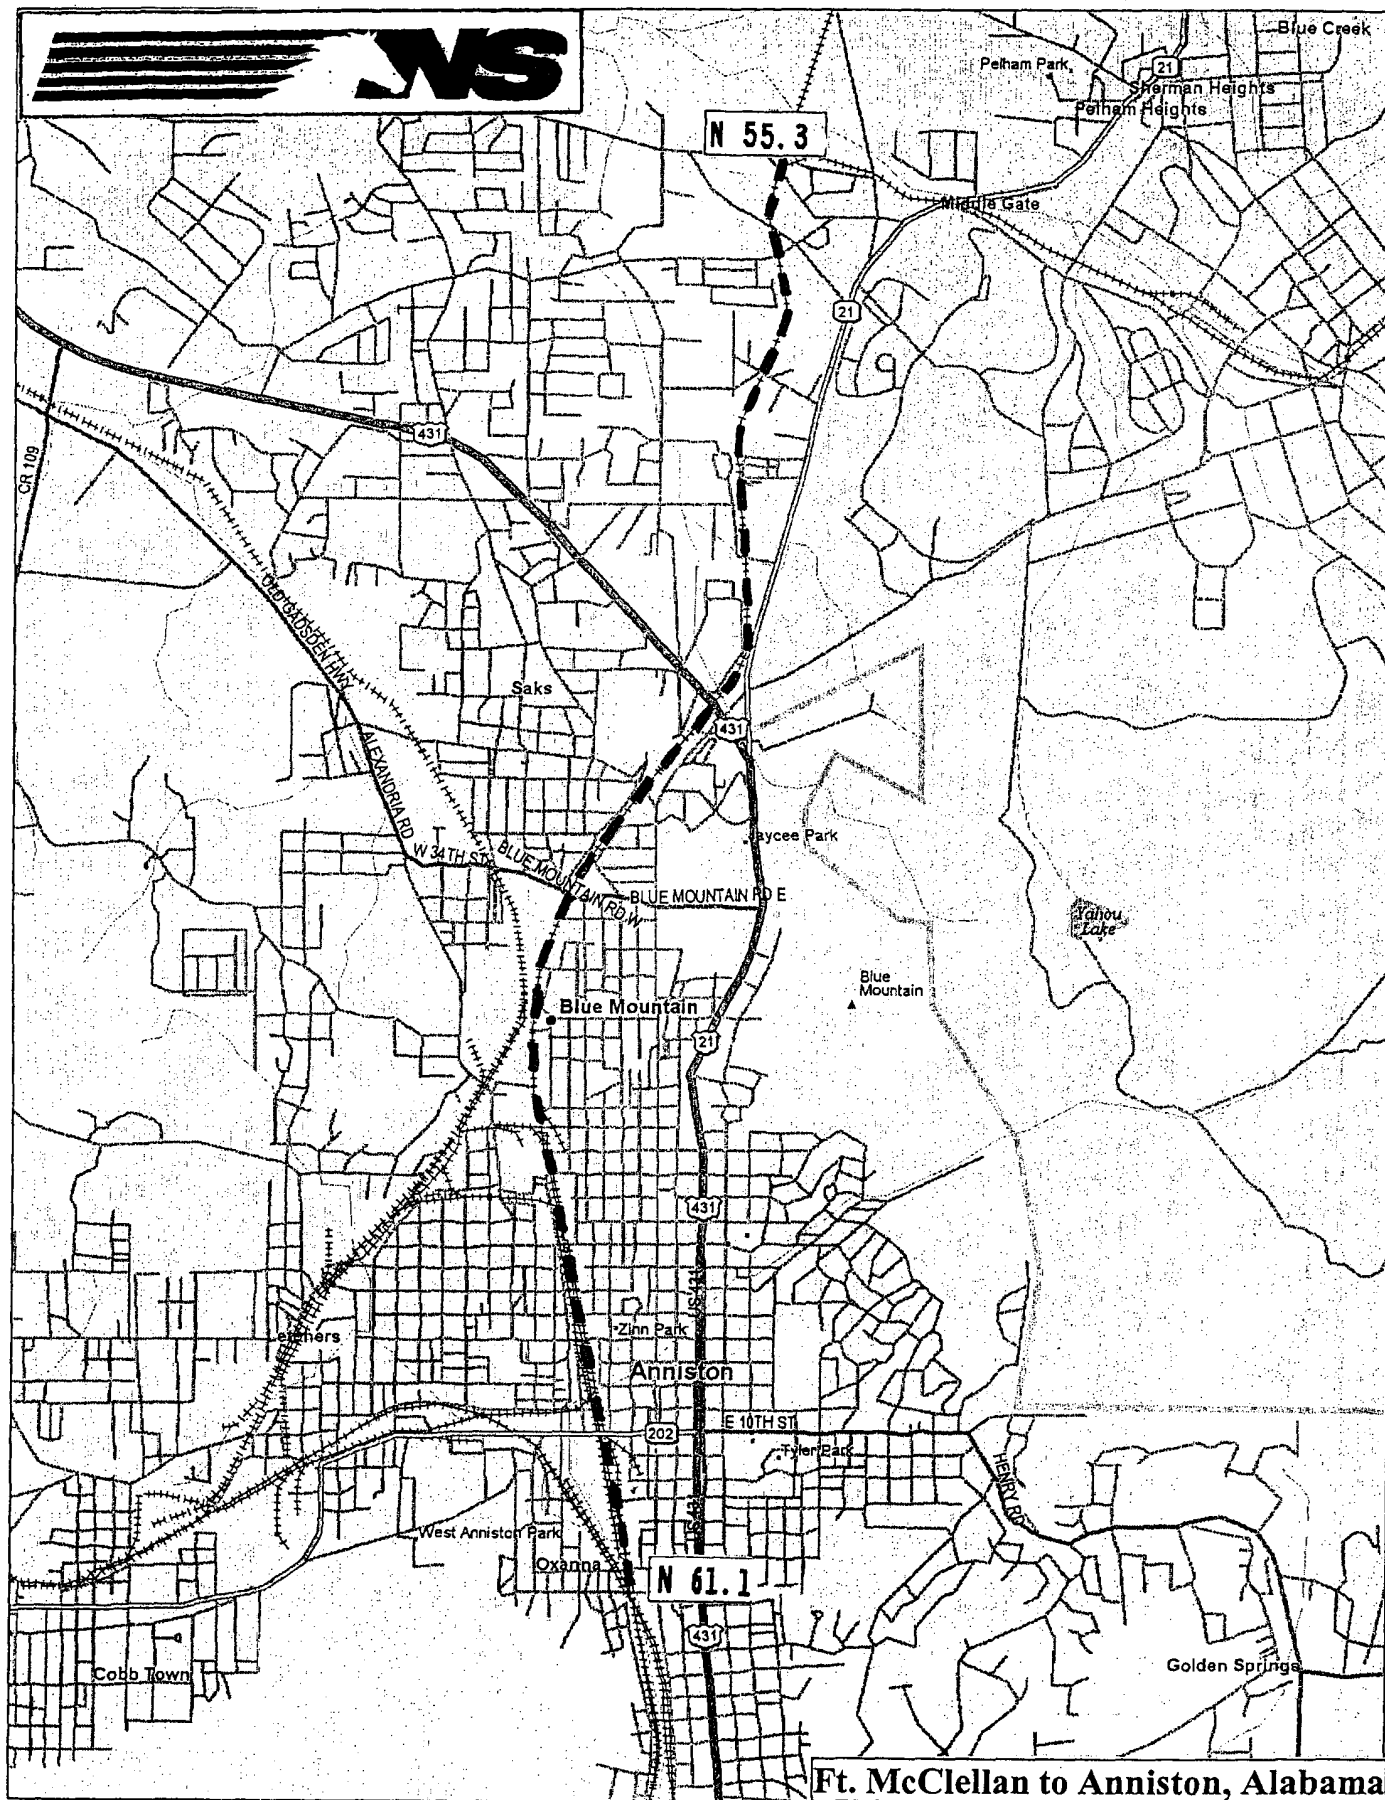 NS
Blue Creek
Pelham Park
21
Sherman Heights
Pelham Heights
N 55.3
Middle Gate
21
431
CR 109
OLD GADSDEN HWY
Saks
431
ALEXANDRIA RD
aycee Park
W 34TH ST
BLUE MOUNTAIN RD W
BLUE MOUNTAIN RD E
Yahou
Lake
Blue
Mountain
Blue Mountain
21
431
US 431
Zinn Park
Anniston
E 10TH ST
202
Tyler Park
HENRY RD
West Anniston Park
Oxanna
N 61.1
431
Cobb Town
Golden Springs
Ft. McClellan to Anniston, Alabama